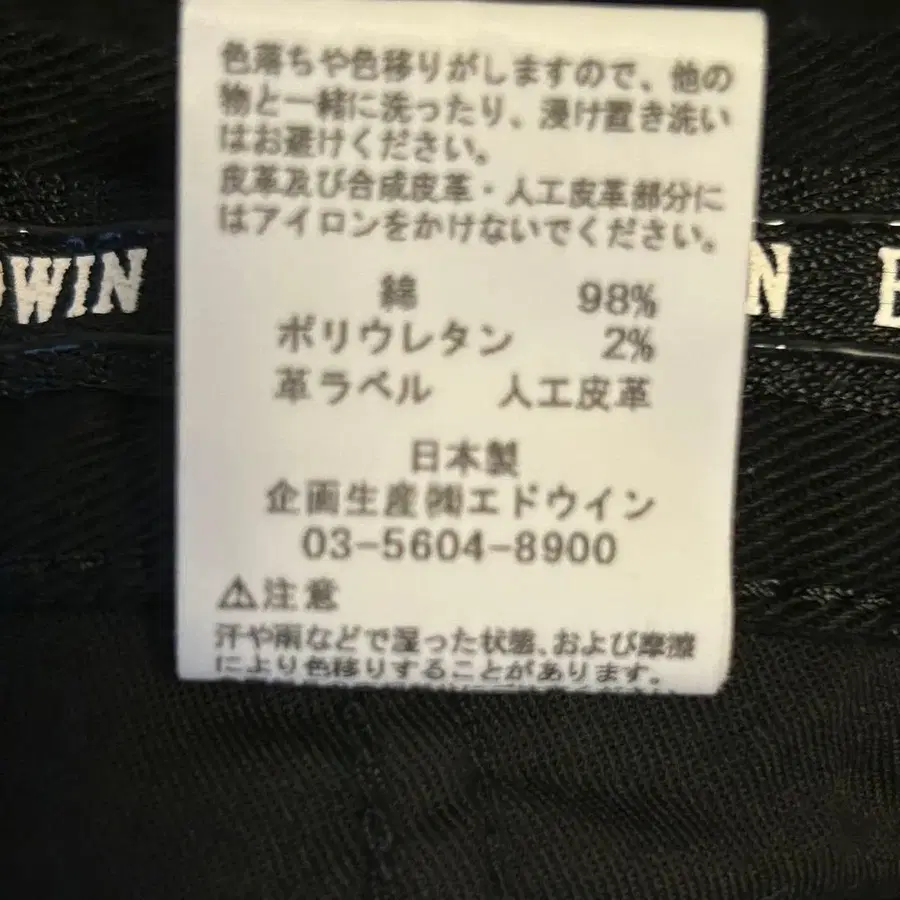 色落ちや色移りがしますので、他の
物と一緒に洗ったり、浸け置き洗い
はお避けください。
皮革及び合成皮革・人工皮革部分に
はアイロンをかけないでください。
綿 98%
ポリウレタン 2%
革ラベル 人工皮革
日本製
企画生産㈱エドウイン
03-5604-8900
⚠注意
汗や雨などで湿った状態、および摩擦
により色移りすることがあります。
WIN
N
E